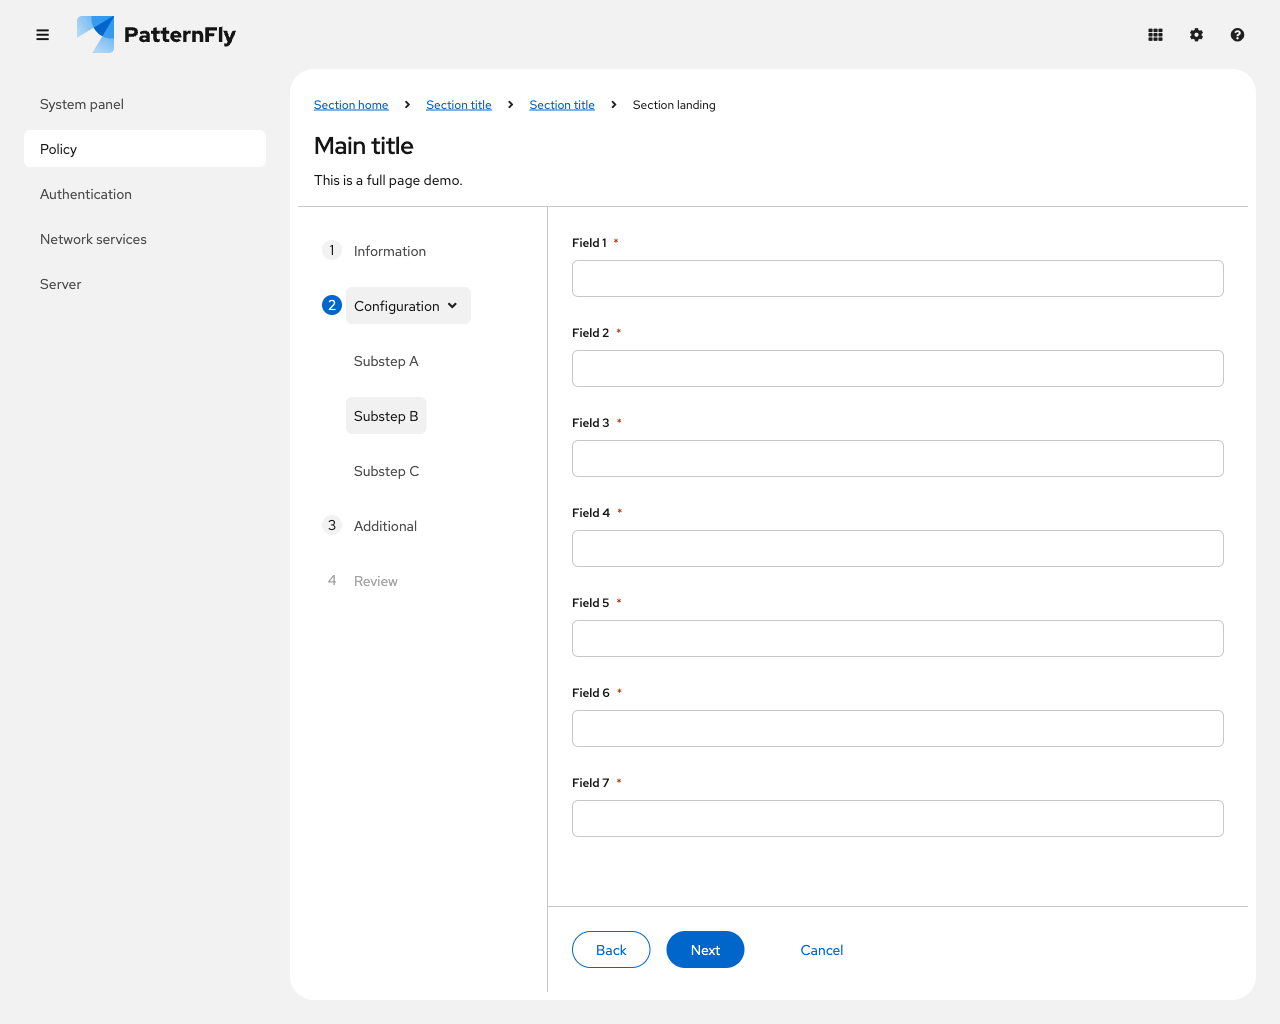 PatternFly
System panel
Policy
Authentication
Network services
Server
Section home
Section title
Section title
Section landing
Main title
This is a full page demo.
1 Information
2 Configuration
Substep A
Substep B
Substep C
3 Additional
4 Review
Field 1 *
Field 2 *
Field 3 *
Field 4 *
Field 5 *
Field 6 *
Field 7 *
Back
Next
Cancel